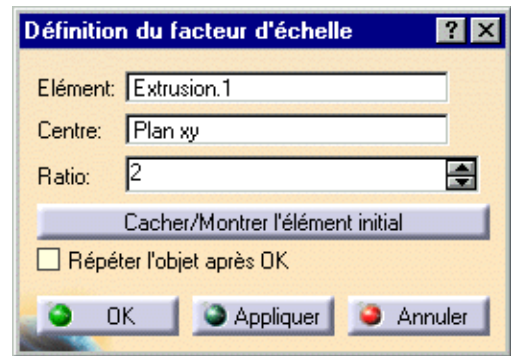 Définition du facteur d'échelle ? ×
Elément: Extrusion.1
Centre: Plan xy
Ratio: 2
Cacher/Montrer l'élément initial
Répéter l'objet après OK
OK Appliquer Annuler